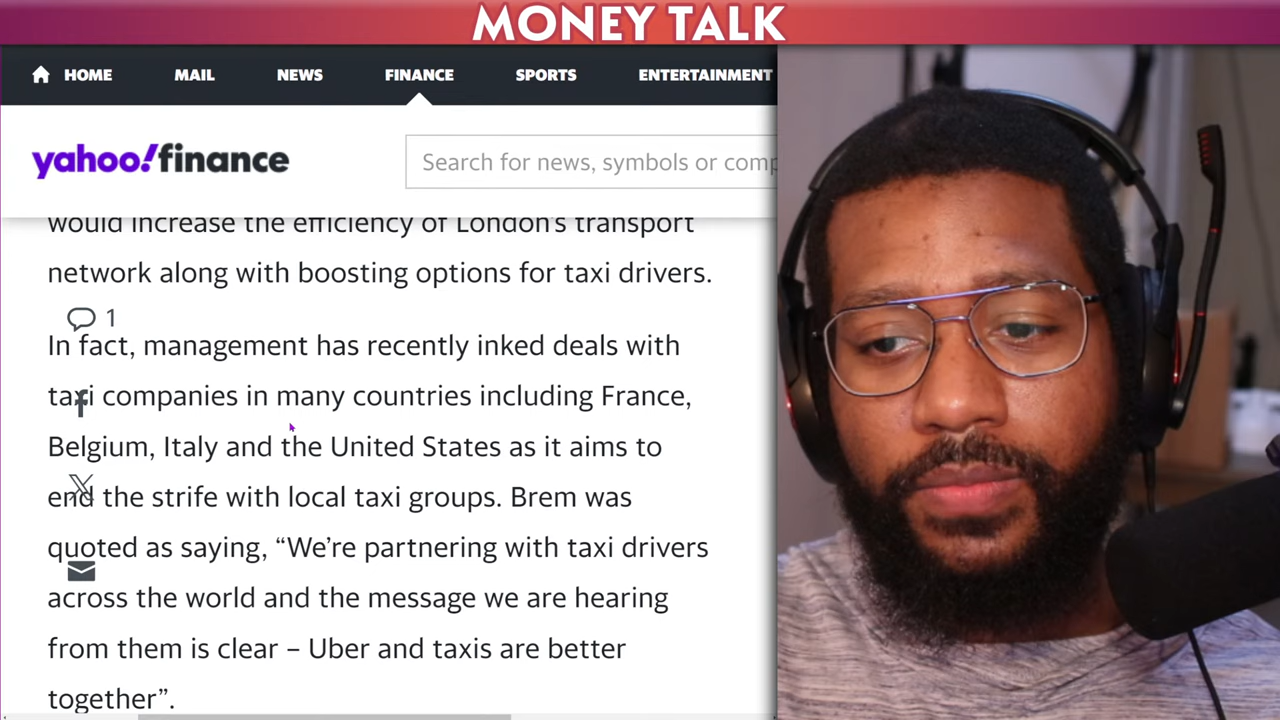 MONEY TALK
HOME MAIL NEWS FINANCE SPORTS ENTERTAINMENT
yahoo!finance
Search for news, symbols or comp
would increase the efficiency of London's transport
network along with boosting options for taxi drivers.
1
In fact, management has recently inked deals with
taxi companies in many countries including France,
Belgium, Italy and the United States as it aims to
end the strife with local taxi groups. Brem was
quoted as saying, “We’re partnering with taxi drivers
across the world and the message we are hearing
from them is clear – Uber and taxis are better
together”.